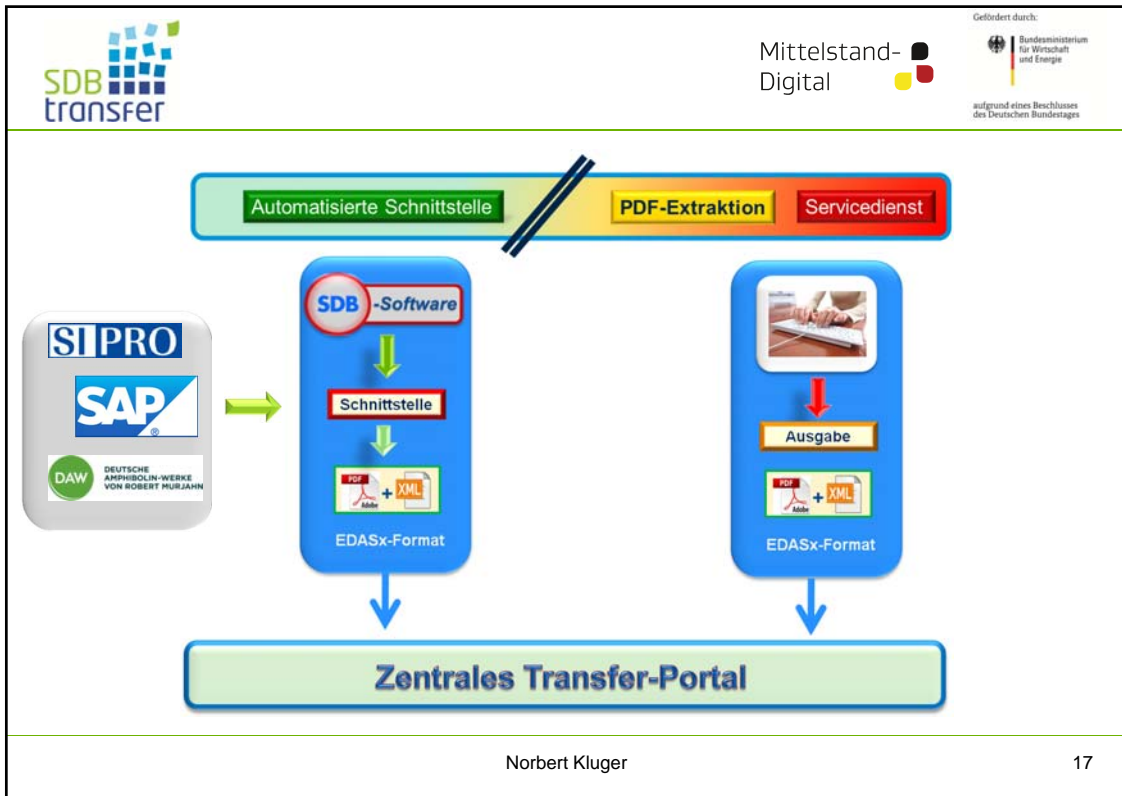 SDB
transfer
Mittelstand-
Digital
Gefördert durch:
Bundesministerium
für Wirtschaft
und Energie
aufgrund eines Beschlusses
des Deutschen Bundestages
Automatisierte Schnittstelle
PDF-Extraktion
Servicedienst
SI PRO
SAP
®
DAW
DEUTSCHE
AMPHIBOLIN-WERKE
VON ROBERT MURJAHN
SDB -Software
Schnittstelle
PDF
Adobe
+
XML
EDASx-Format
Ausgabe
PDF
Adobe
+
XML
EDASx-Format
Zentrales Transfer-Portal
Norbert Kluger
17